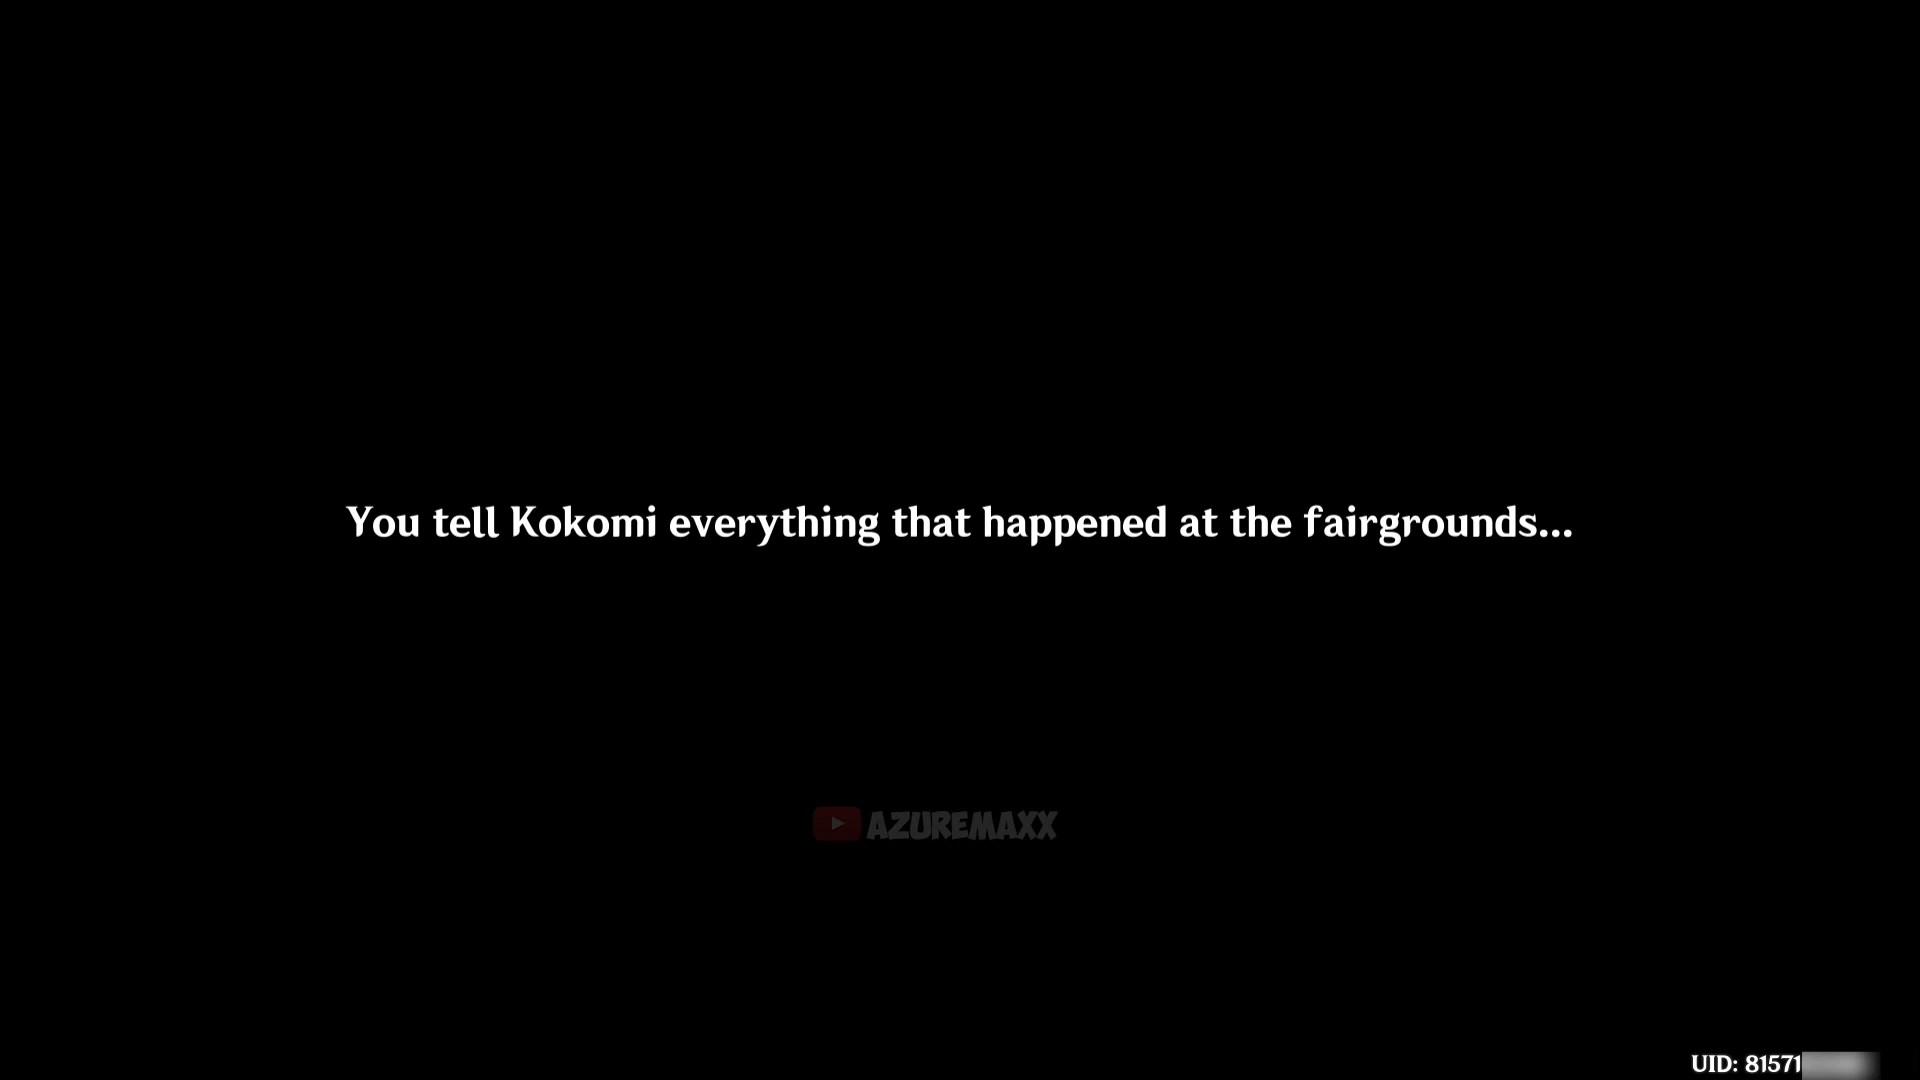 You tell Kokomi everything that happened at the fairgrounds...
AZUREMAXX
UID: 81571